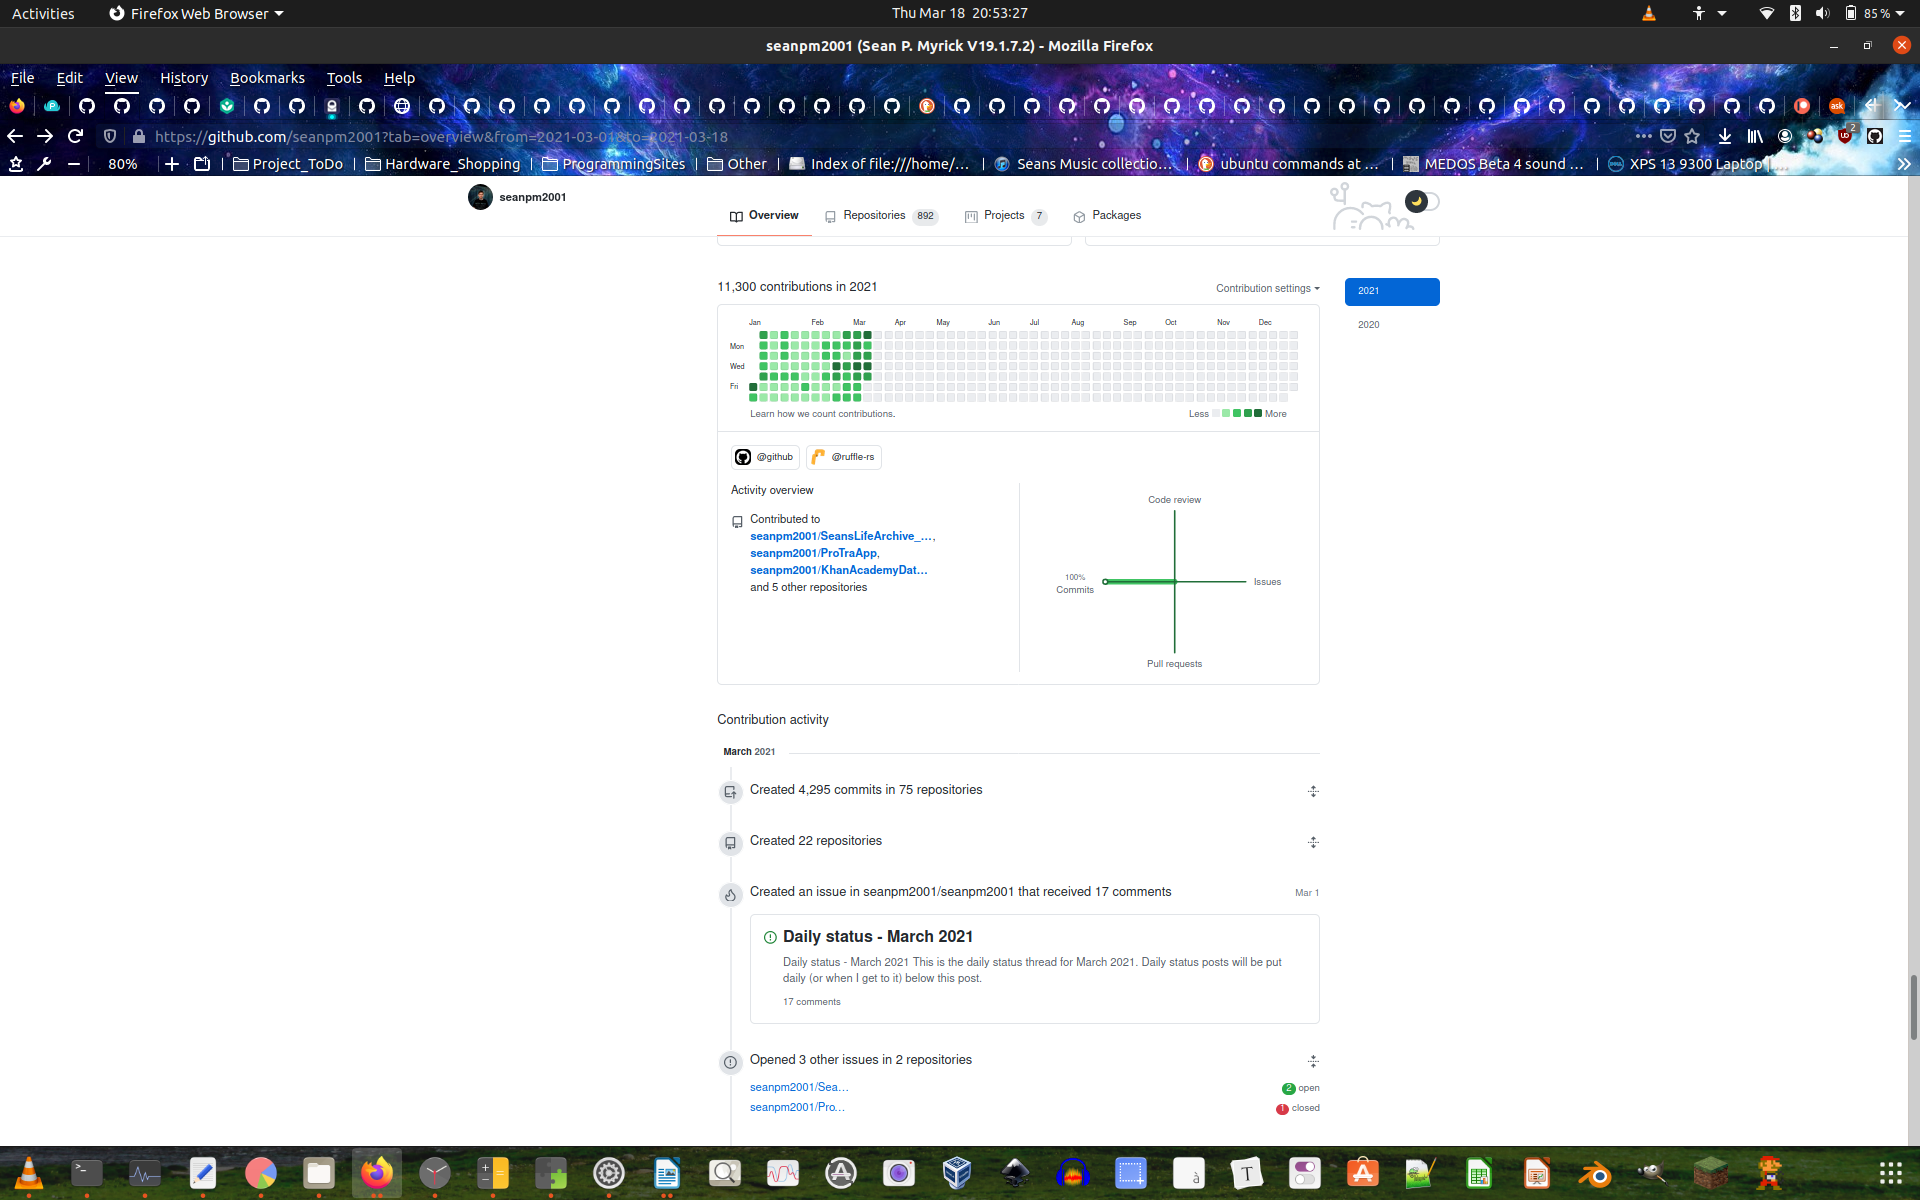 Activities Firefox Web Browser Thu Mar 18 20:53:27 85 %
seanpm2001 (Sean P. Myrick V19.1.7.2) - Mozilla Firefox
File Edit View History Bookmarks Tools Help
https://github.com/seanpm2001?tab=overview&from=2021-03-01&to=2021-03-18
80% Project_ToDo Hardware_Shopping ProgrammingSites Other Index of file:///home/… Seans Music collectio… ubuntu commands at … MEDOS Beta 4 sound … XPS 13 9300 Laptop |…
seanpm2001
Overview Repositories 892 Projects 7 Packages
11,300 contributions in 2021 Contribution settings
2021
2020
Jan Feb Mar Apr May Jun Jul Aug Sep Oct Nov Dec
Mon
Wed
Fri
Learn how we count contributions. Less More
@github @ruffle-rs
Activity overview
Contributed to
seanpm2001/SeansLifeArchive_…,
seanpm2001/ProTraApp,
seanpm2001/KhanAcademyDat…
and 5 other repositories
Code review
100%
Commits
Issues
Pull requests
Contribution activity
March 2021
Created 4,295 commits in 75 repositories
Created 22 repositories
Created an issue in seanpm2001/seanpm2001 that received 17 comments Mar 1
Daily status - March 2021
Daily status - March 2021 This is the daily status thread for March 2021. Daily status posts will be put
daily (or when I get to it) below this post.
17 comments
Opened 3 other issues in 2 repositories
seanpm2001/Sea… 2 open
seanpm2001/Pro… 1 closed